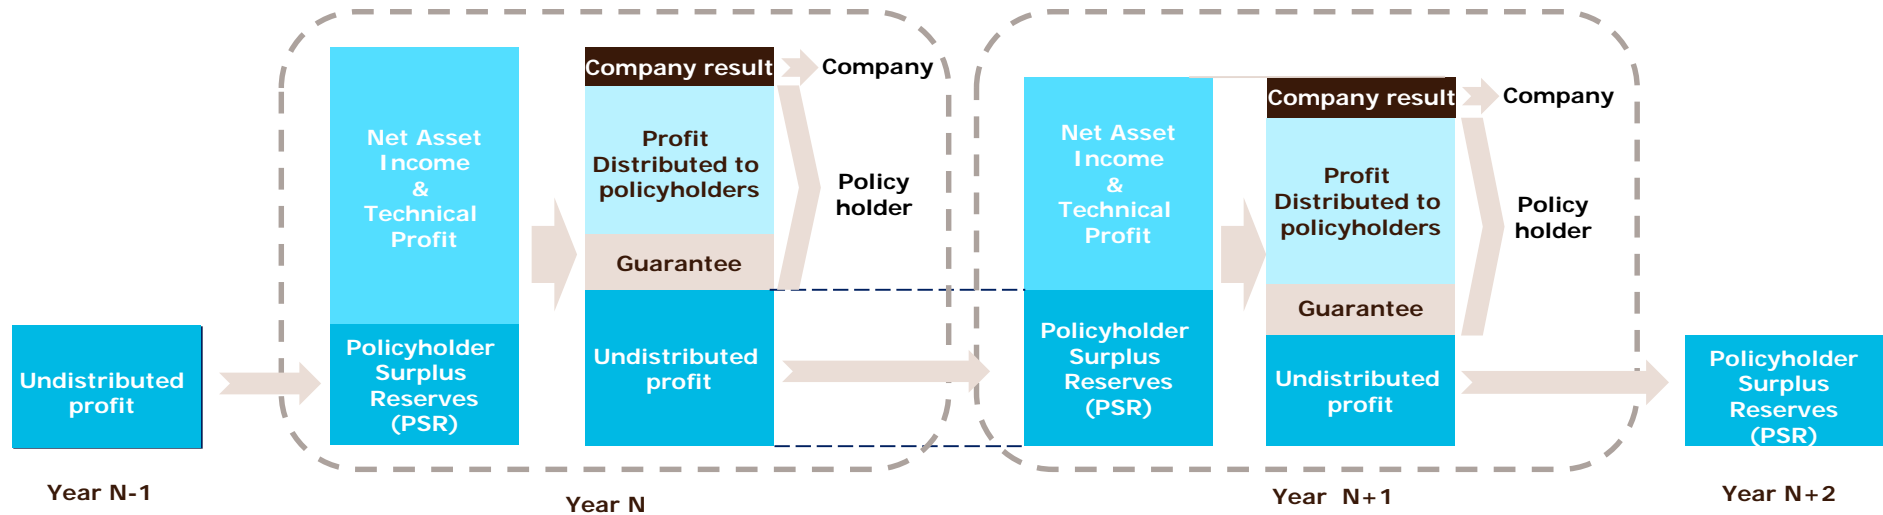 Undistributed
profit
Year N-1
Net Asset
Income
&
Technical
Profit
Policyholder
Surplus
Reserves
(PSR)
Company result
Profit
Distributed to
policyholders
Guarantee
Undistributed
profit
Company
Policy
holder
Year N
Net Asset
Income
&
Technical
Profit
Policyholder
Surplus
Reserves
(PSR)
Company result
Profit
Distributed to
policyholders
Guarantee
Undistributed
profit
Company
Policy
holder
Year N+1
Policyholder
Surplus
Reserves
(PSR)
Year N+2